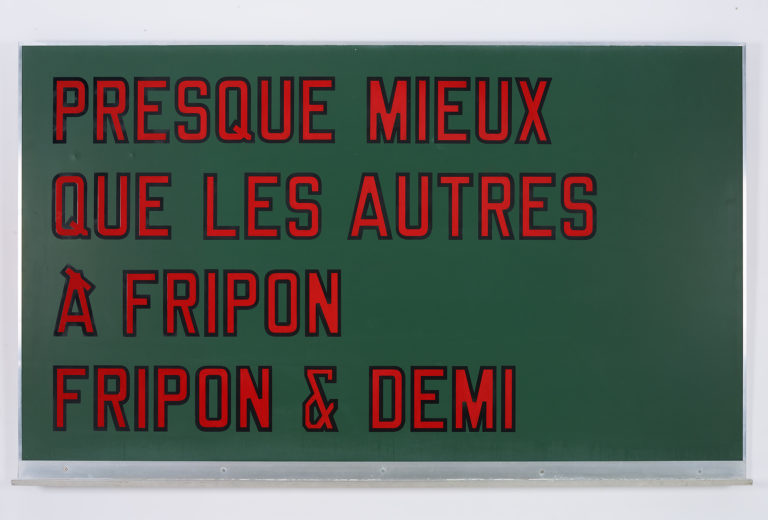 PRESQUE MIEUX
QUE LES AUTRES
À FRIPON
FRIPON & DEMI